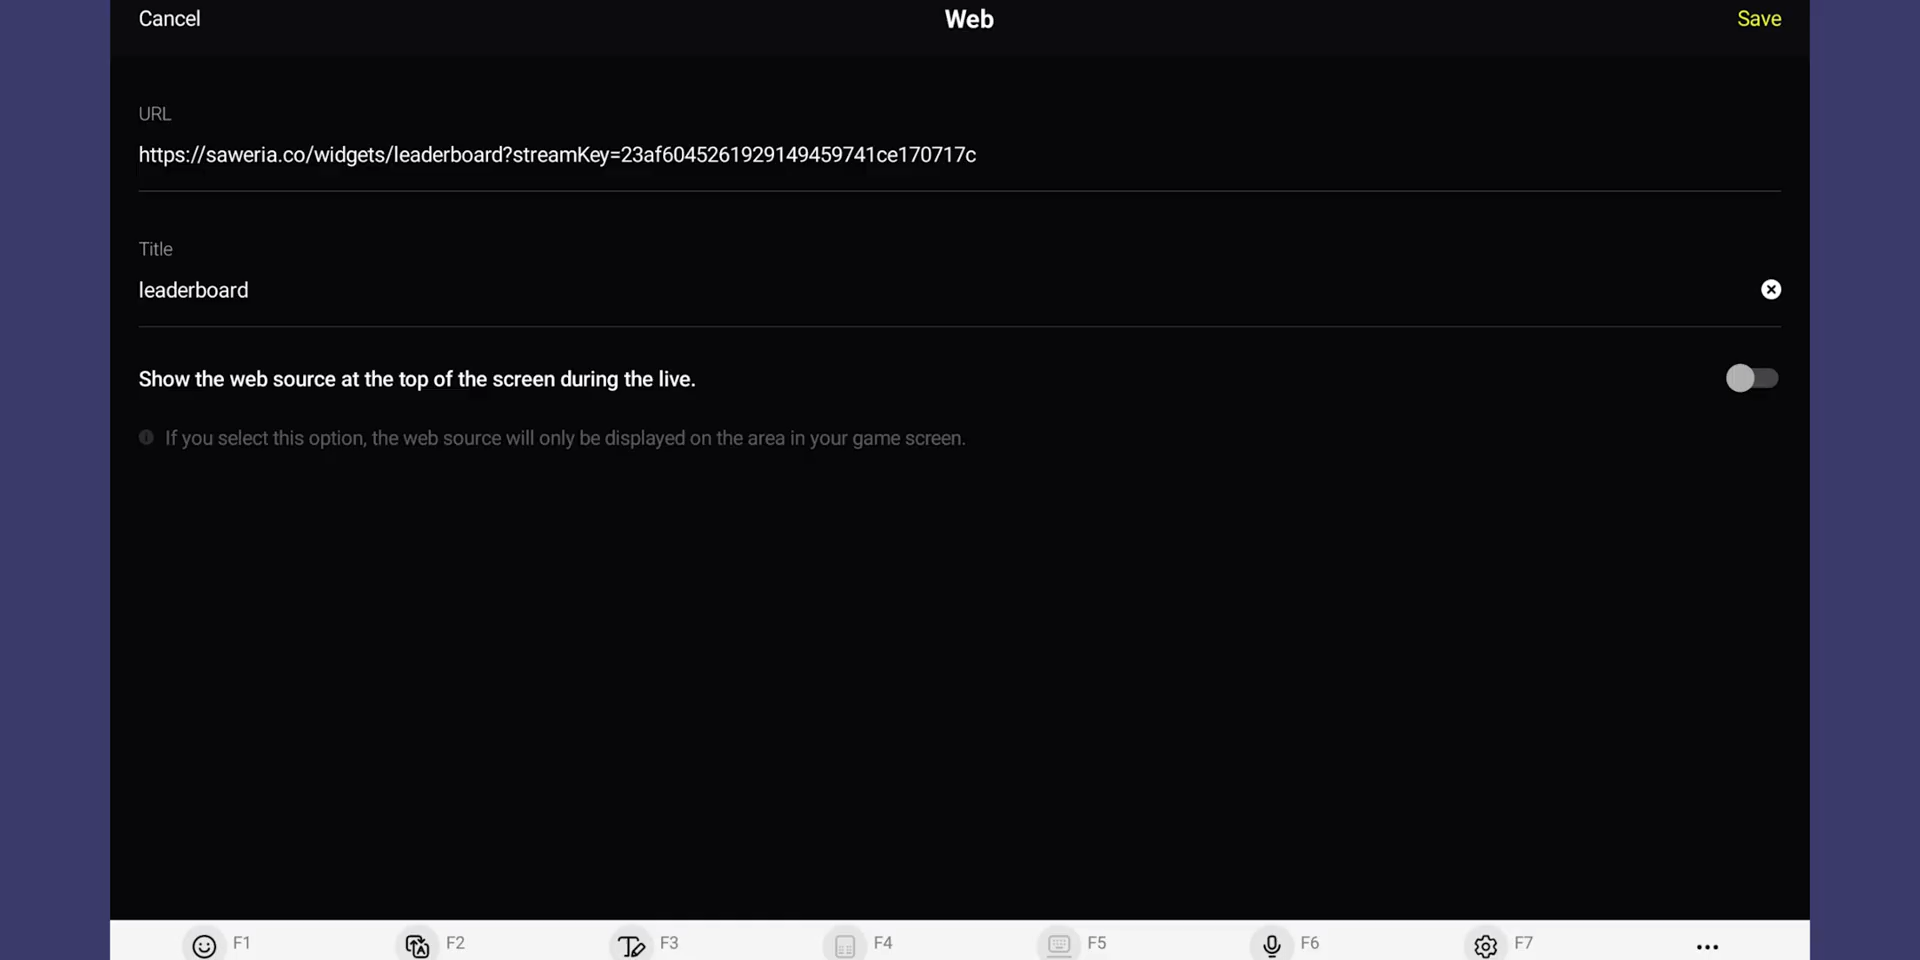 Cancel Web Save
URL
https://saweria.co/widgets/leaderboard?streamKey=23af6045261929149459741ce170717c
Title
leaderboard
Show the web source at the top of the screen during the live.
If you select this option, the web source will only be displayed on the area in your game screen.
F1 F2 F3 F4 F5 F6 F7